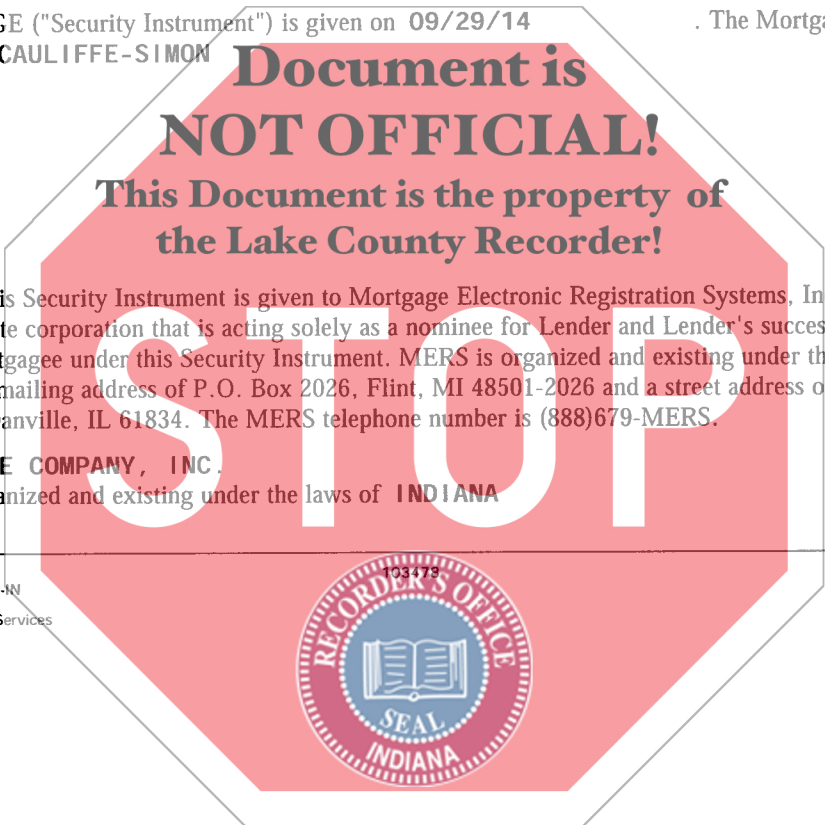 GE ("Security Instrument") is given on 09/29/14 . The Mortga
CAULIFFE-SIMON
Document is
NOT OFFICIAL!
This Document is the property of
the Lake County Recorder!
is Security Instrument is given to Mortgage Electronic Registration Systems, In
te corporation that is acting solely as a nominee for Lender and Lender's succes
tgagee under this Security Instrument. MERS is organized and existing under th
mailing address of P.O. Box 2026, Flint, MI 48501-2026 and a street address o
anville, IL 61834. The MERS telephone number is (888)679-MERS.
STOP
E COMPANY, INC.
anized and existing under the laws of INDIANA
103473
-IN
Services
RECORDER'S OFFICE
SEAL
INDIANA